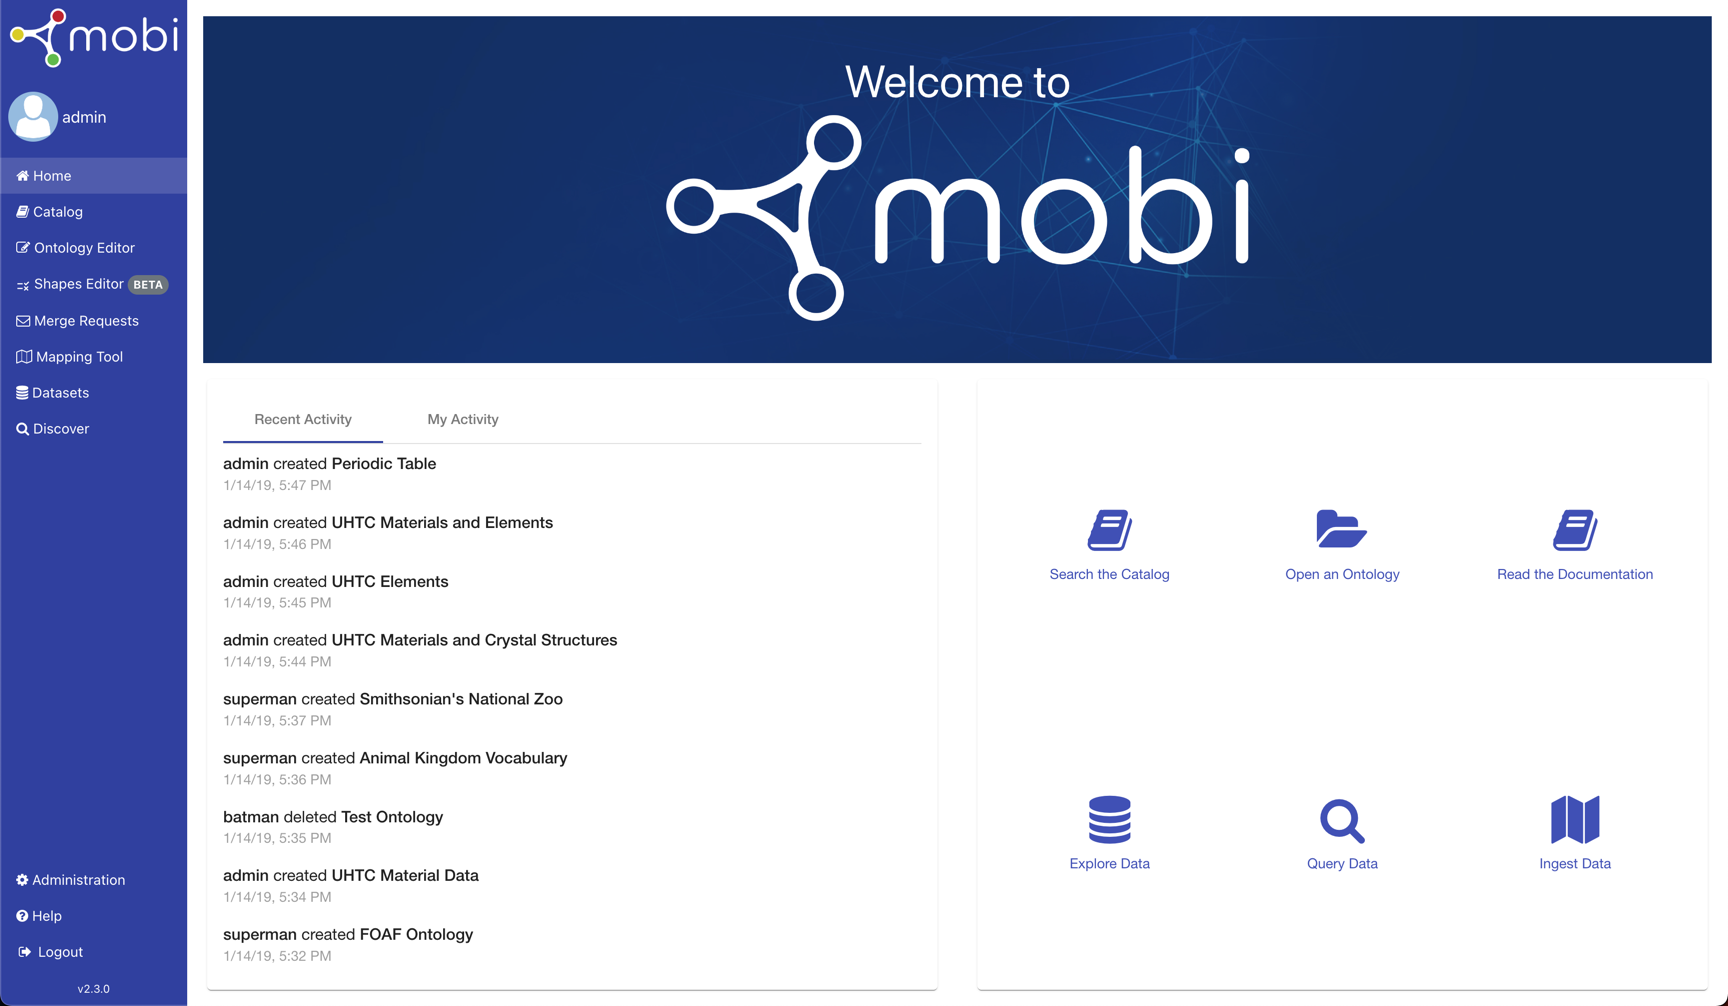 mobi
admin
Home
Catalog
Ontology Editor
Shapes Editor BETA
Merge Requests
Mapping Tool
Datasets
Discover
Administration
Help
Logout
v2.3.0
Welcome to
mobi
Recent Activity My Activity
admin created Periodic Table
1/14/19, 5:47 PM
admin created UHTC Materials and Elements
1/14/19, 5:46 PM
admin created UHTC Elements
1/14/19, 5:45 PM
admin created UHTC Materials and Crystal Structures
1/14/19, 5:44 PM
superman created Smithsonian's National Zoo
1/14/19, 5:37 PM
superman created Animal Kingdom Vocabulary
1/14/19, 5:36 PM
batman deleted Test Ontology
1/14/19, 5:35 PM
admin created UHTC Material Data
1/14/19, 5:34 PM
superman created FOAF Ontology
1/14/19, 5:32 PM
Search the Catalog
Open an Ontology
Read the Documentation
Explore Data
Query Data
Ingest Data